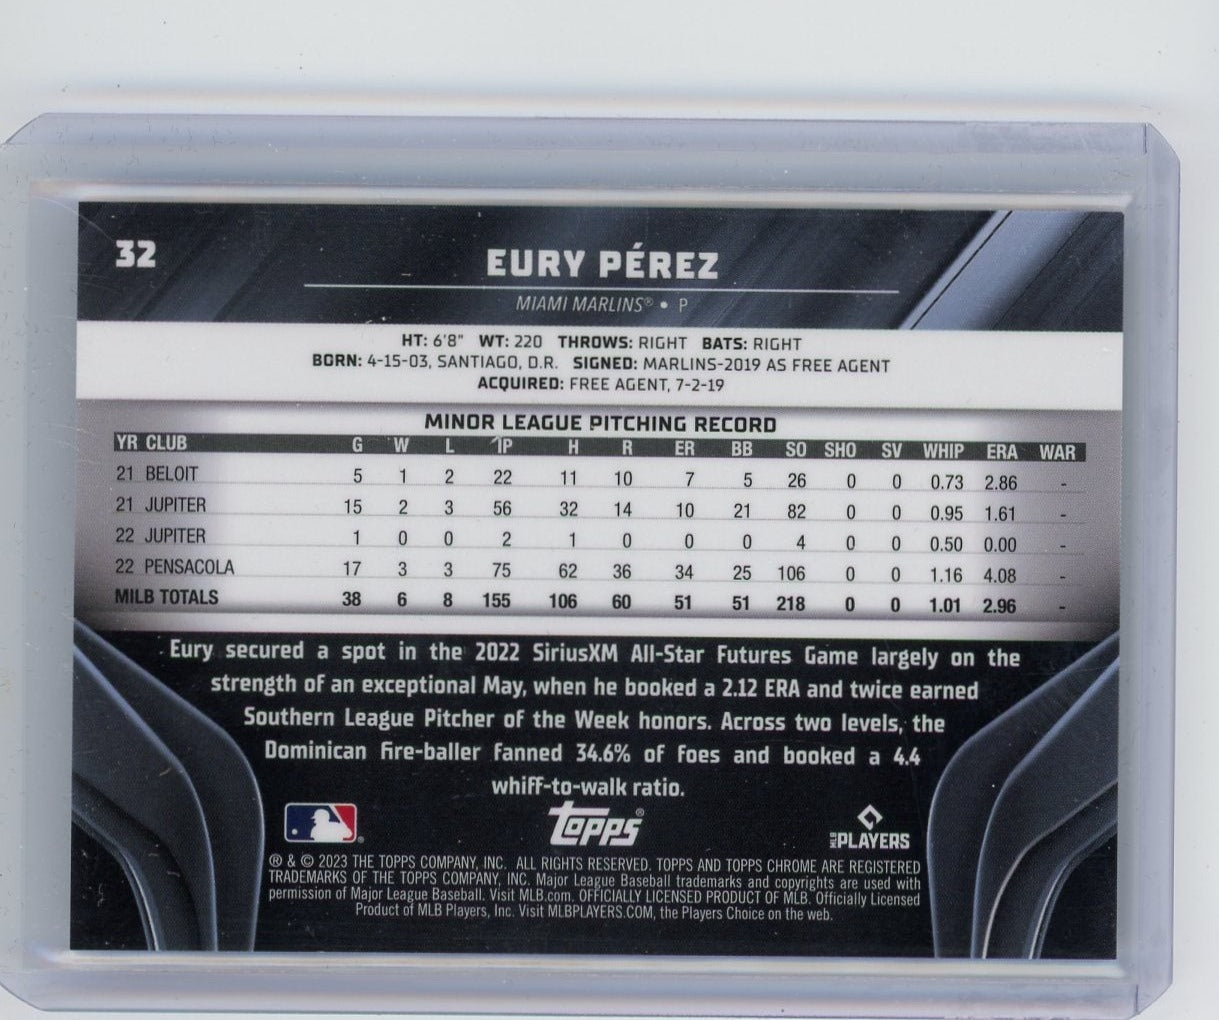 32
EURY PÉREZ
MIAMI MARLINS® • P
HT: 6'8" WT: 220 THROWS: RIGHT BATS: RIGHT
BORN: 4-15-03, SANTIAGO, D.R. SIGNED: MARLINS-2019 AS FREE AGENT
ACQUIRED: FREE AGENT, 7-2-19
MINOR LEAGUE PITCHING RECORD
YR CLUB G W L IP H R ER BB SO SHO SV WHIP ERA WAR
21 BELOIT 5 1 2 22 11 10 7 5 26 0 0 0.73 2.86 -
21 JUPITER 15 2 3 56 32 14 10 21 82 0 0 0.95 1.61 -
22 JUPITER 1 0 0 2 1 0 0 0 4 0 0 0.50 0.00 -
22 PENSACOLA 17 3 3 75 62 36 34 25 106 0 0 1.16 4.08 -
MILB TOTALS 38 6 8 155 106 60 51 51 218 0 0 1.01 2.96 -
Eury secured a spot in the 2022 SiriusXM All-Star Futures Game largely on the
strength of an exceptional May, when he booked a 2.12 ERA and twice earned
Southern League Pitcher of the Week honors. Across two levels, the
Dominican fire-baller fanned 34.6% of foes and booked a 4.4
whiff-to-walk ratio.
Topps®
MLB PLAYERS
® & © 2023 THE TOPPS COMPANY, INC. ALL RIGHTS RESERVED. TOPPS AND TOPPS CHROME ARE REGISTERED
TRADEMARKS OF THE TOPPS COMPANY, INC. Major League Baseball trademarks and copyrights are used with
permission of Major League Baseball. Visit MLB.com. OFFICIALLY LICENSED PRODUCT OF MLB. Officially Licensed
Product of MLB Players, Inc. Visit MLBPLAYERS.COM, the Players Choice on the web.